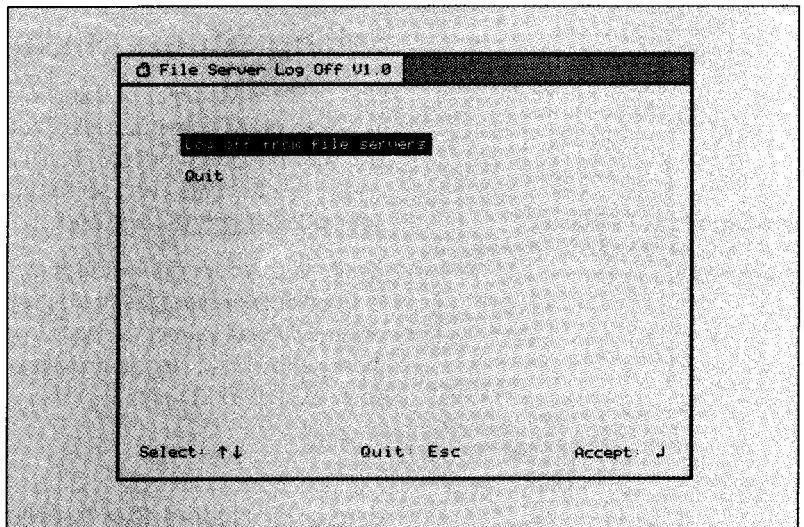 File Server Log Off V1.0
Log off from file servers
Quit
Select: ↑↓ Quit: Esc Accept: ↲